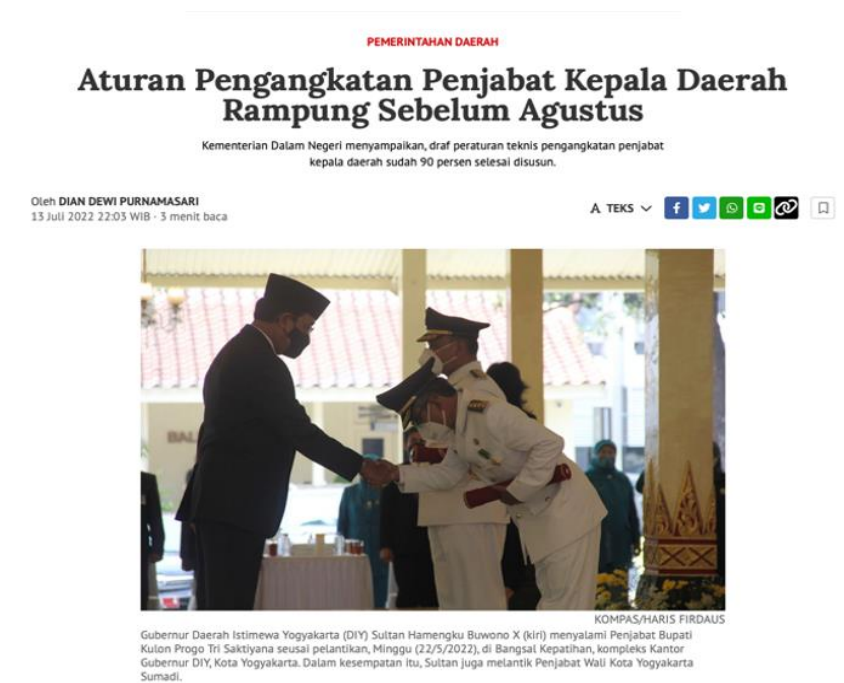 PEMERINTAHAN DAERAH
Aturan Pengangkatan Penjabat Kepala Daerah
Rampung Sebelum Agustus
Kementerian Dalam Negeri menyampaikan, draf peraturan teknis pengangkatan penjabat
kepala daerah sudah 90 persen selesai disusun.
Oleh DIAN DEWI PURNAMASARI
13 Juli 2022 22:03 WIB · 3 menit baca
A TEKS
BAL
KOMPAS/HARIS FIRDAUS
Gubernur Daerah Istimewa Yogyakarta (DIY) Sultan Hamengku Buwono X (kiri) menyalami Penjabat Bupati
Kulon Progo Tri Saktiyana seusai pelantikan, Minggu (22/5/2022), di Bangsal Kepatihan, kompleks Kantor
Gubernur DIY, Kota Yogyakarta. Dalam kesempatan itu, Sultan juga melantik Penjabat Wali Kota Yogyakarta
Sumadi.